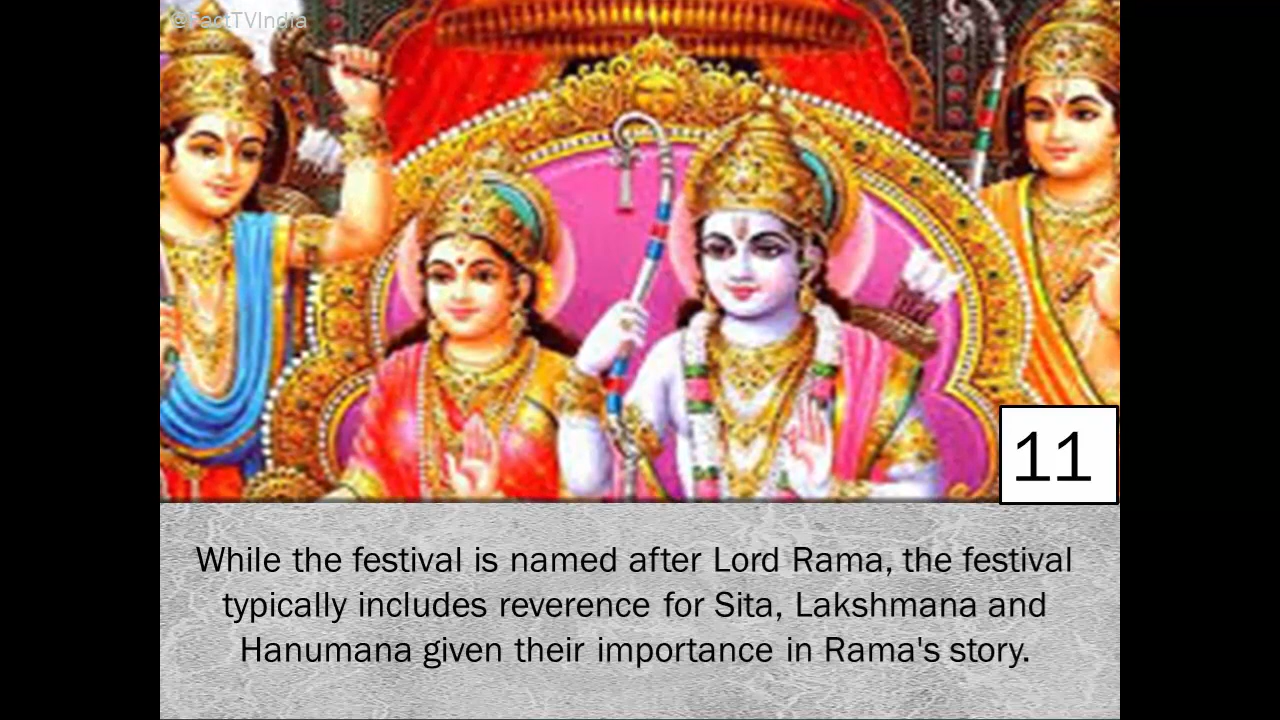 @FactTVIndia
11
While the festival is named after Lord Rama, the festival
typically includes reverence for Sita, Lakshmana and
Hanumana given their importance in Rama's story.